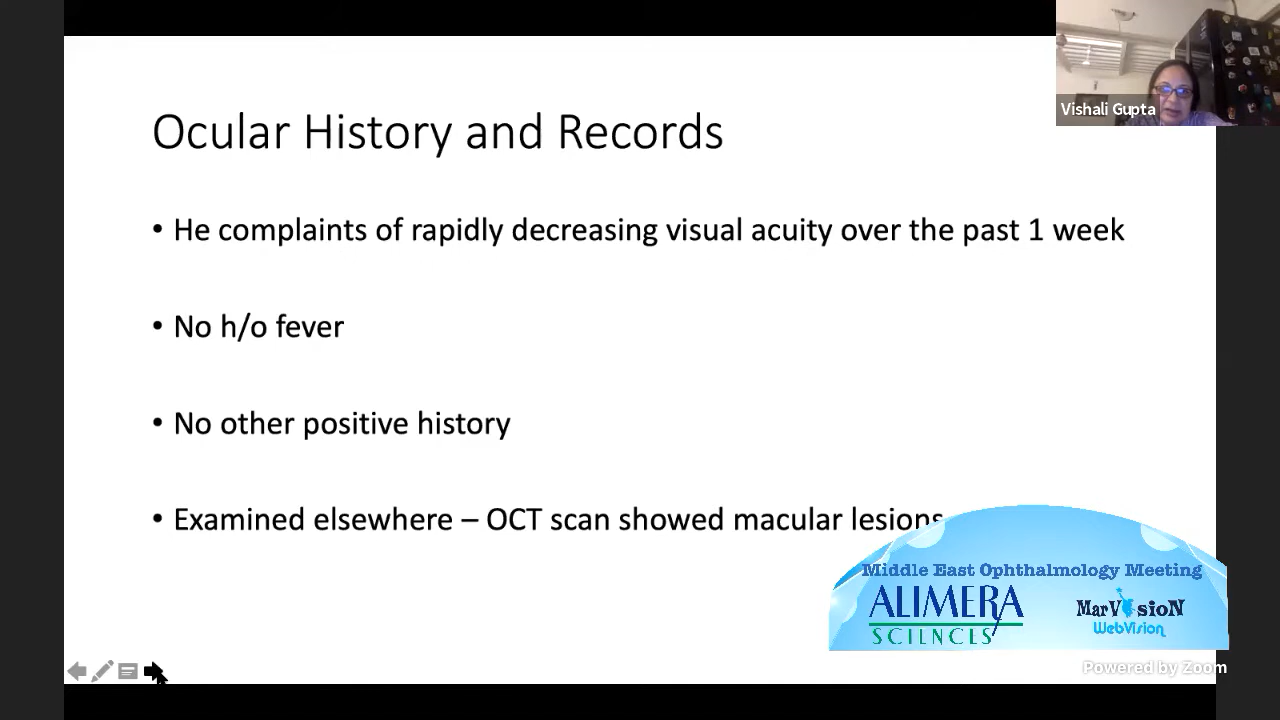 Vishali Gupta
Ocular History and Records
• He complaints of rapidly decreasing visual acuity over the past 1 week
• No h/o fever
• No other positive history
• Examined elsewhere – OCT scan showed macular lesions
Middle East Ophthalmology Meeting
ALIMERA
SCIENCES
MarVisioN
WebVision
Powered by Zoom